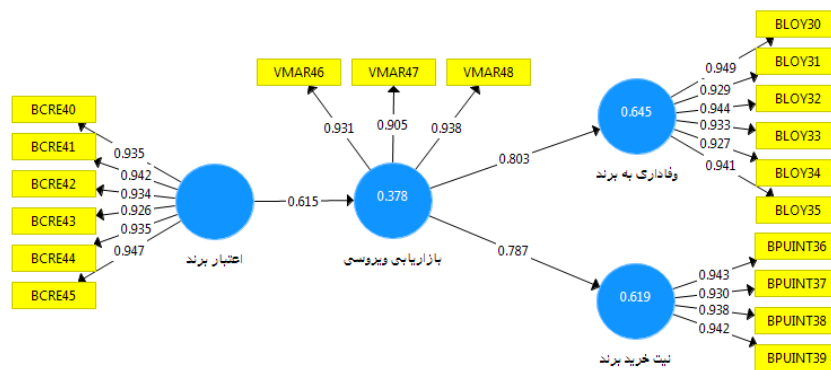 BCRE40
BCRE41
BCRE42
BCRE43
BCRE44
BCRE45
0.935
0.942
0.934
0.926
0.935
0.947
اعتبار برند
0.615
VMAR46
VMAR47
VMAR48
0.931
0.905
0.938
0.378
بازاریابی ویروسی
0.803
0.787
0.645
وفاداری به برند
0.949
0.929
0.944
0.933
0.927
0.941
BLOY30
BLOY31
BLOY32
BLOY33
BLOY34
BLOY35
0.619
نیت خرید برند
0.943
0.930
0.938
0.942
BPUINT36
BPUINT37
BPUINT38
BPUINT39